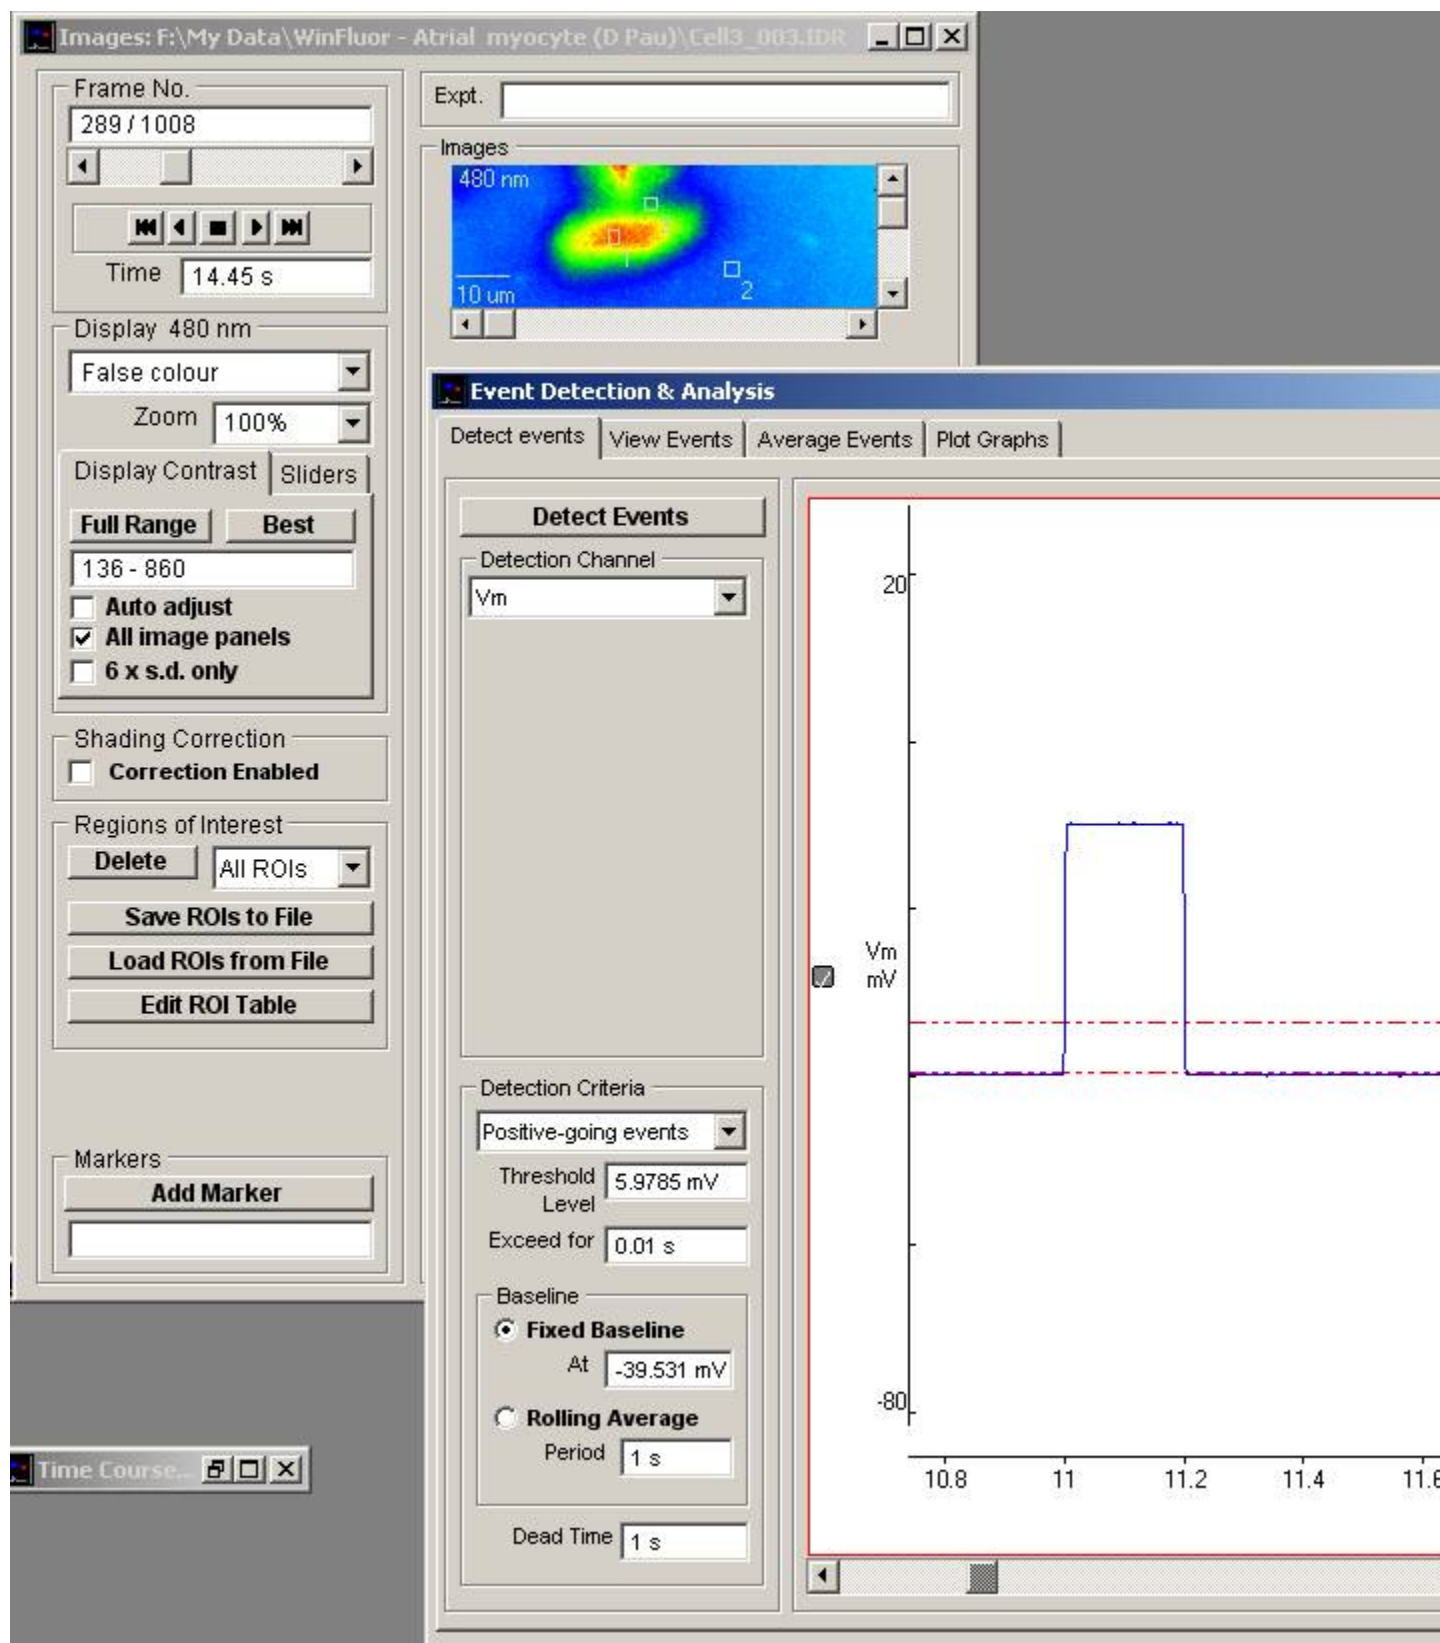 Images: F:\My Data\WinFluor - Atrial myocyte (D Pau)\Cell3_003.IDR
Frame No.
289 / 1008
Time 14.45 s
Display 480 nm
False colour
Zoom 100%
Display Contrast Sliders
Full Range Best
136 - 860
Auto adjust
All image panels
6 x s.d. only
Shading Correction
Correction Enabled
Regions of Interest
Delete All ROIs
Save ROIs to File
Load ROIs from File
Edit ROI Table
Markers
Add Marker
Expt.
Images
480 nm
10 um
2
Event Detection & Analysis
Detect events View Events Average Events Plot Graphs
Detect Events
Detection Channel
Vm
Detection Criteria
Positive-going events
Threshold Level 5.9785 mV
Exceed for 0.01 s
Baseline
Fixed Baseline
At -39.531 mV
Rolling Average
Period 1 s
Dead Time 1 s
20
Vm
mV
-80
10.8 11 11.2 11.4 11.6
Time Course...